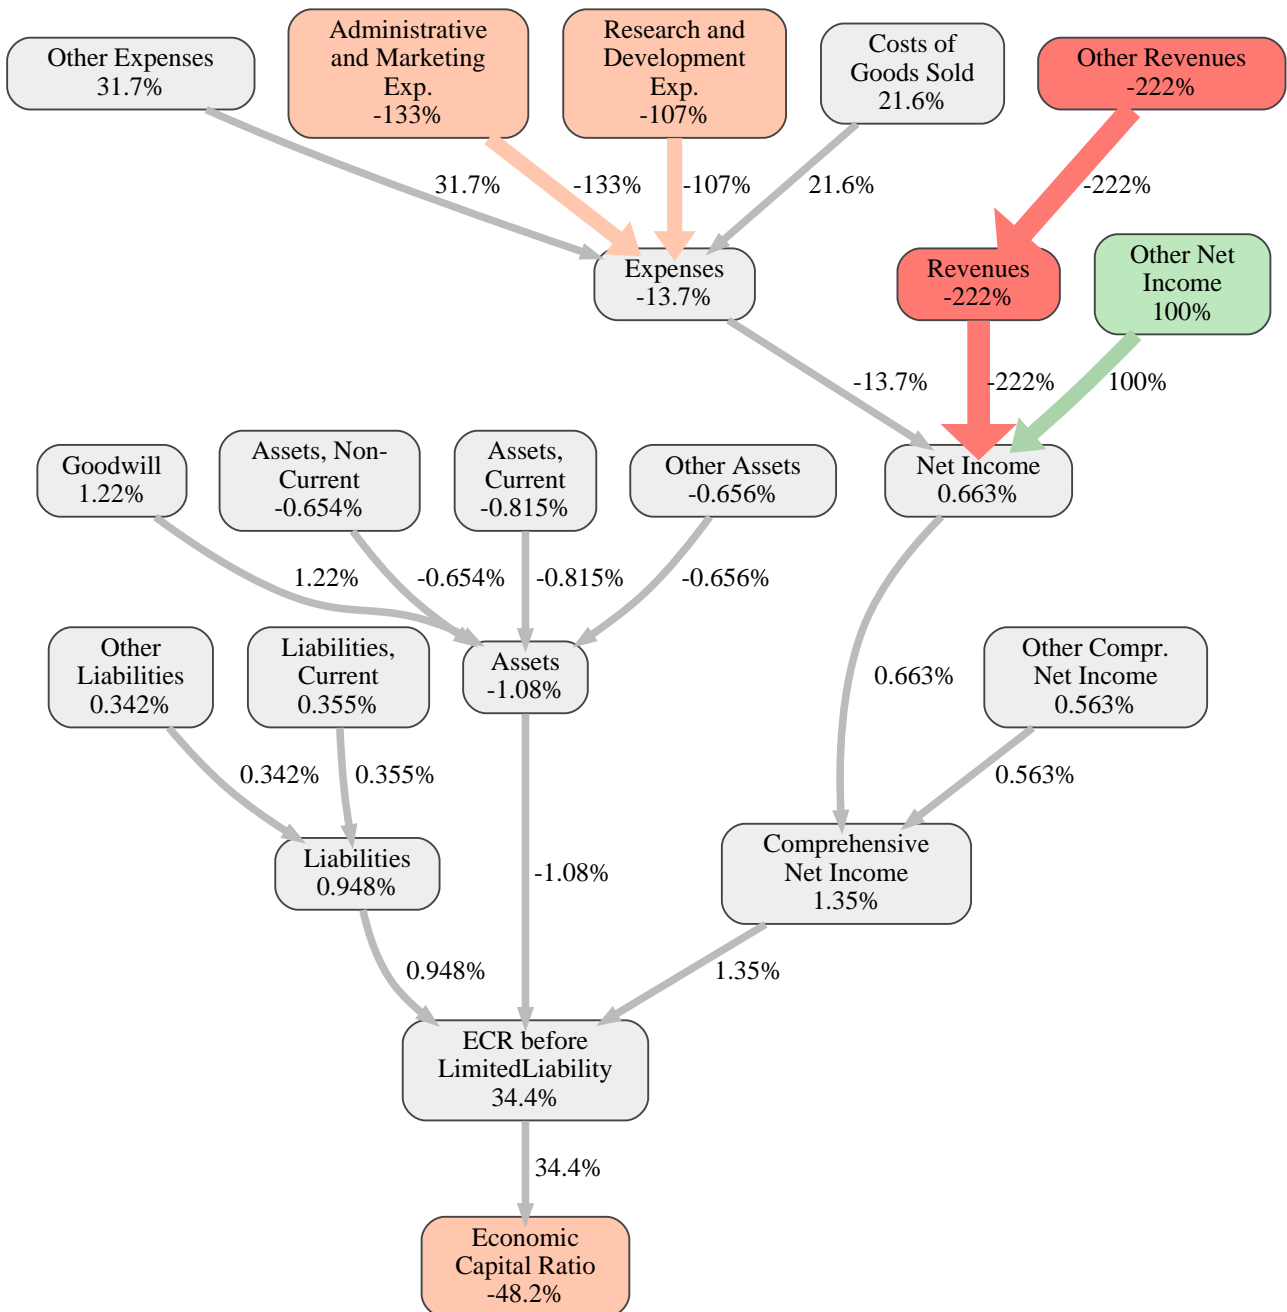 Other Expenses
31.7%
Administrative
and Marketing
Exp.
-133%
Research and
Development
Exp.
-107%
Costs of
Goods Sold
21.6%
Other Revenues
-222%
31.7%
-133%
-107%
21.6%
-222%
Expenses
-13.7%
Revenues
-222%
Other Net
Income
100%
-13.7%
-222%
100%
Goodwill
1.22%
Assets, Non-
Current
-0.654%
Assets,
Current
-0.815%
Other Assets
-0.656%
Net Income
0.663%
1.22%
-0.654%
-0.815%
-0.656%
Other
Liabilities
0.342%
Liabilities,
Current
0.355%
Assets
-1.08%
0.663%
Other Compr.
Net Income
0.563%
0.342%
0.355%
0.563%
Liabilities
0.948%
-1.08%
Comprehensive
Net Income
1.35%
0.948%
1.35%
ECR before
LimitedLiability
34.4%
34.4%
Economic
Capital Ratio
-48.2%